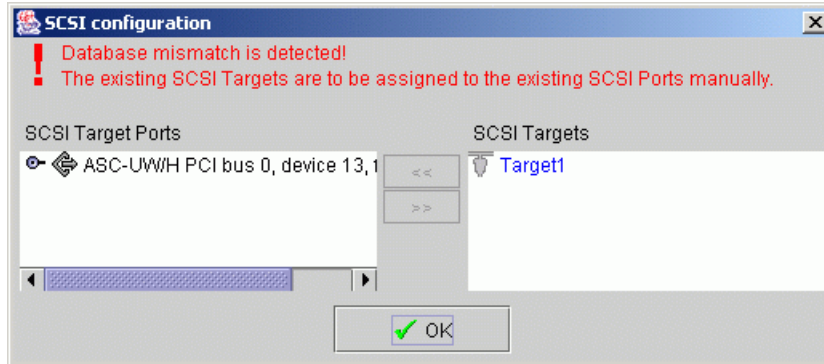 SCSI configuration
Database mismatch is detected!
The existing SCSI Targets are to be assigned to the existing SCSI Ports manually.
SCSI Target Ports
SCSI Targets
ASC-UW/H PCI bus 0, device 13,
Target1
<<
>>
OK